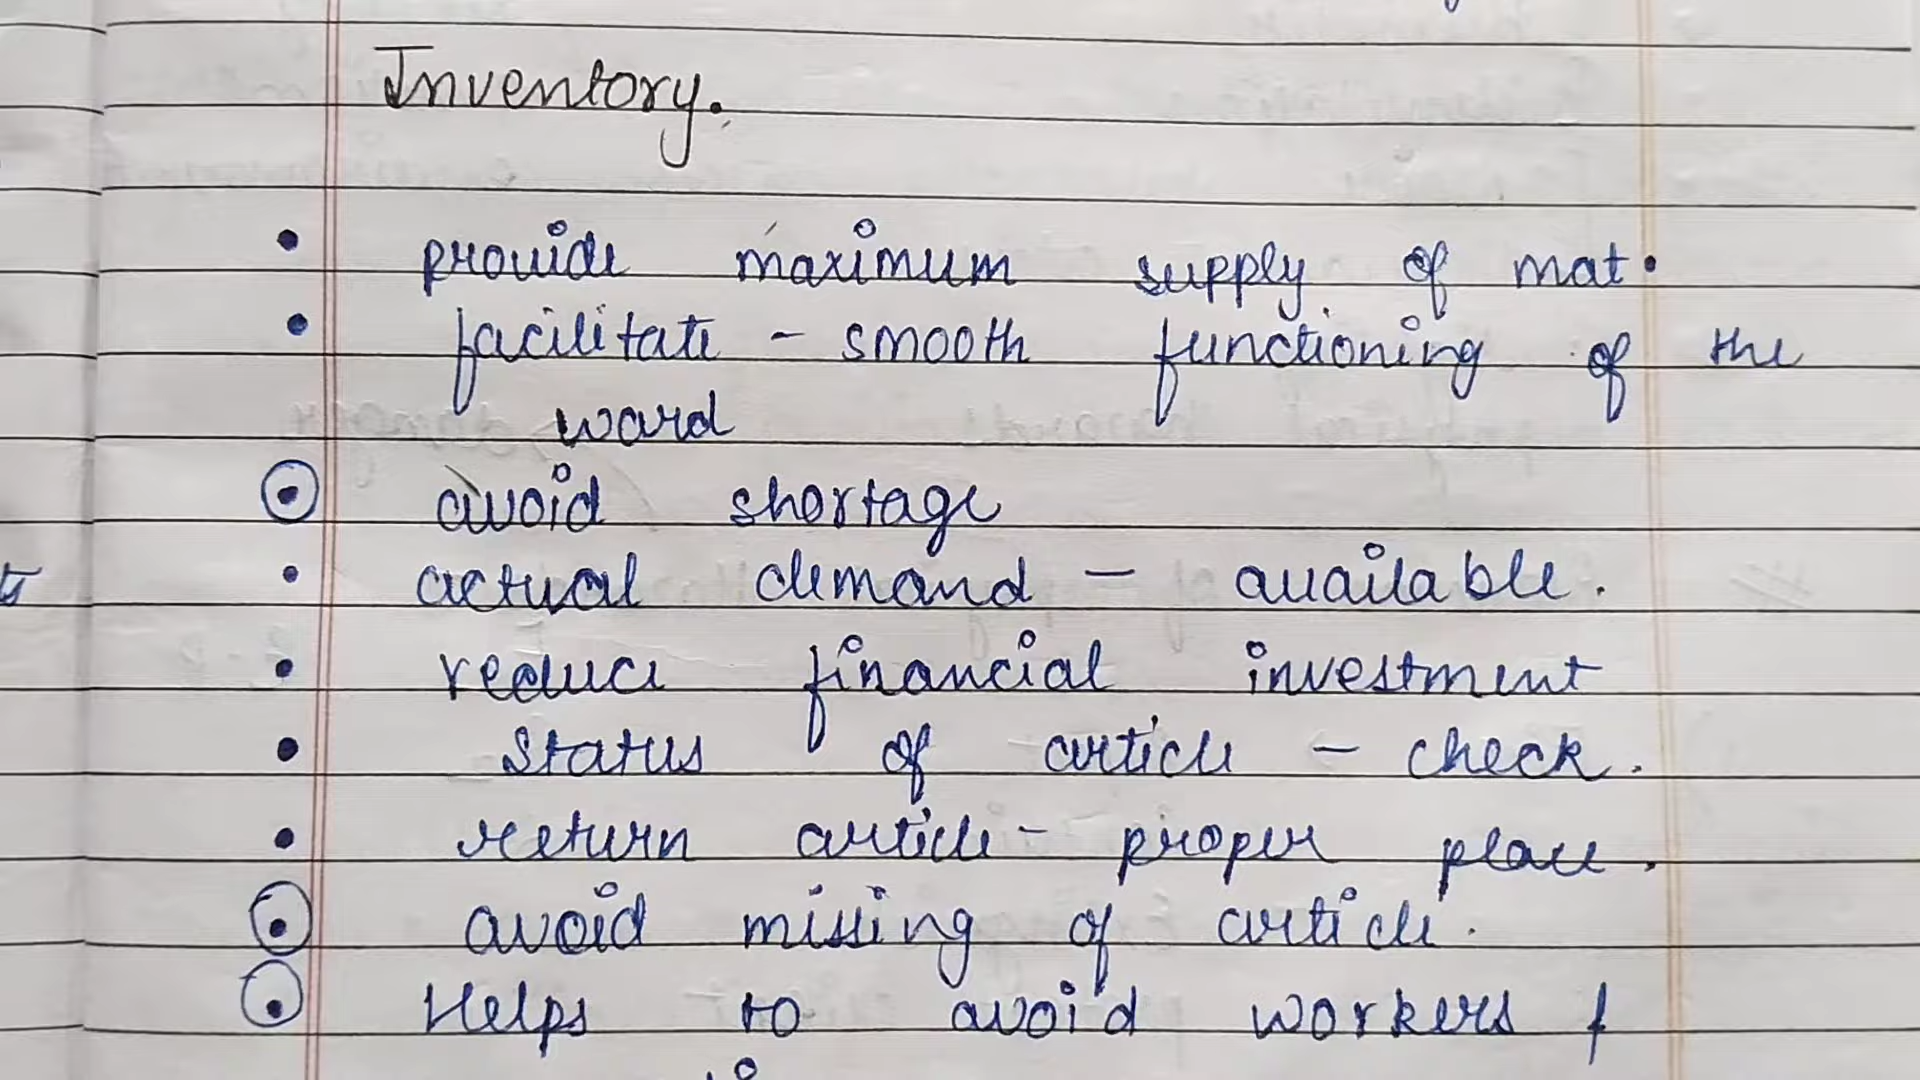 Inventory.
• provide maximum supply of mat.
• facilitate - smooth functioning of the
ward
• avoid shortage
• actual demand - available.
• reduce financial investment
• status of article - check.
• return article - proper place.
• avoid missing of article.
• Helps to avoid workers